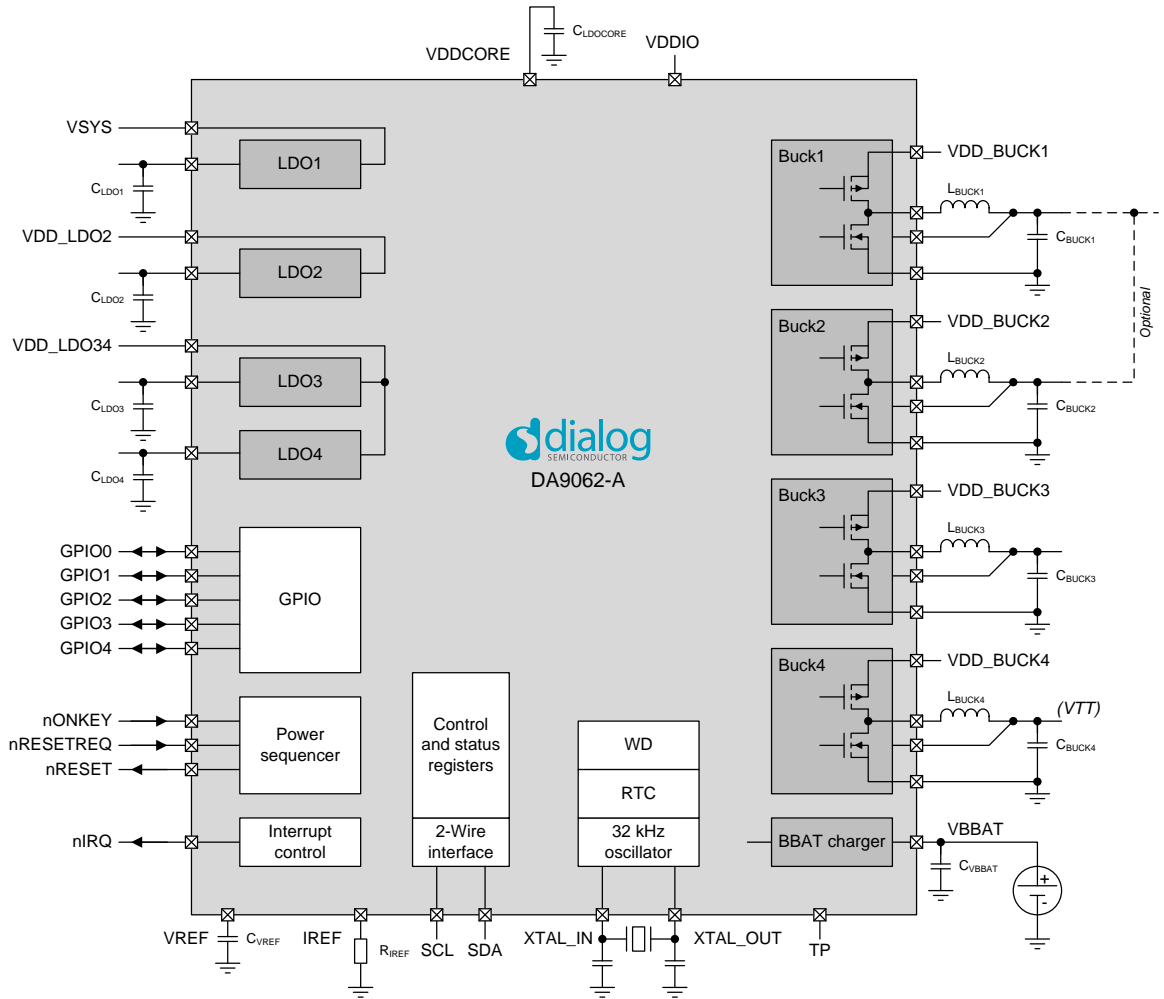 CLDOCORE
VDDCORE
VDDIO
VSYS
LDO1
CLDO1
VDD_LDO2
LDO2
CLDO2
VDD_LDO34
LDO3
CLDO3
LDO4
CLDO4
Buck1
VDD_BUCK1
LBUCK1
CBUCK1
Optional
Buck2
VDD_BUCK2
LBUCK2
CBUCK2
dialog
SEMICONDUCTOR
DA9062-A
Buck3
VDD_BUCK3
LBUCK3
CBUCK3
Buck4
VDD_BUCK4
LBUCK4
(VTT)
CBUCK4
GPIO0
GPIO1
GPIO2
GPIO3
GPIO4
GPIO
nONKEY
nRESETREQ
nRESET
Power
sequencer
nIRQ
Interrupt
control
Control
and status
registers
2-Wire
interface
WD
RTC
32 kHz
oscillator
BBAT charger
VBBAT
CVBBAT
+
-
VREF
CVREF
IREF
RIREF
SCL
SDA
XTAL_IN
XTAL_OUT
TP